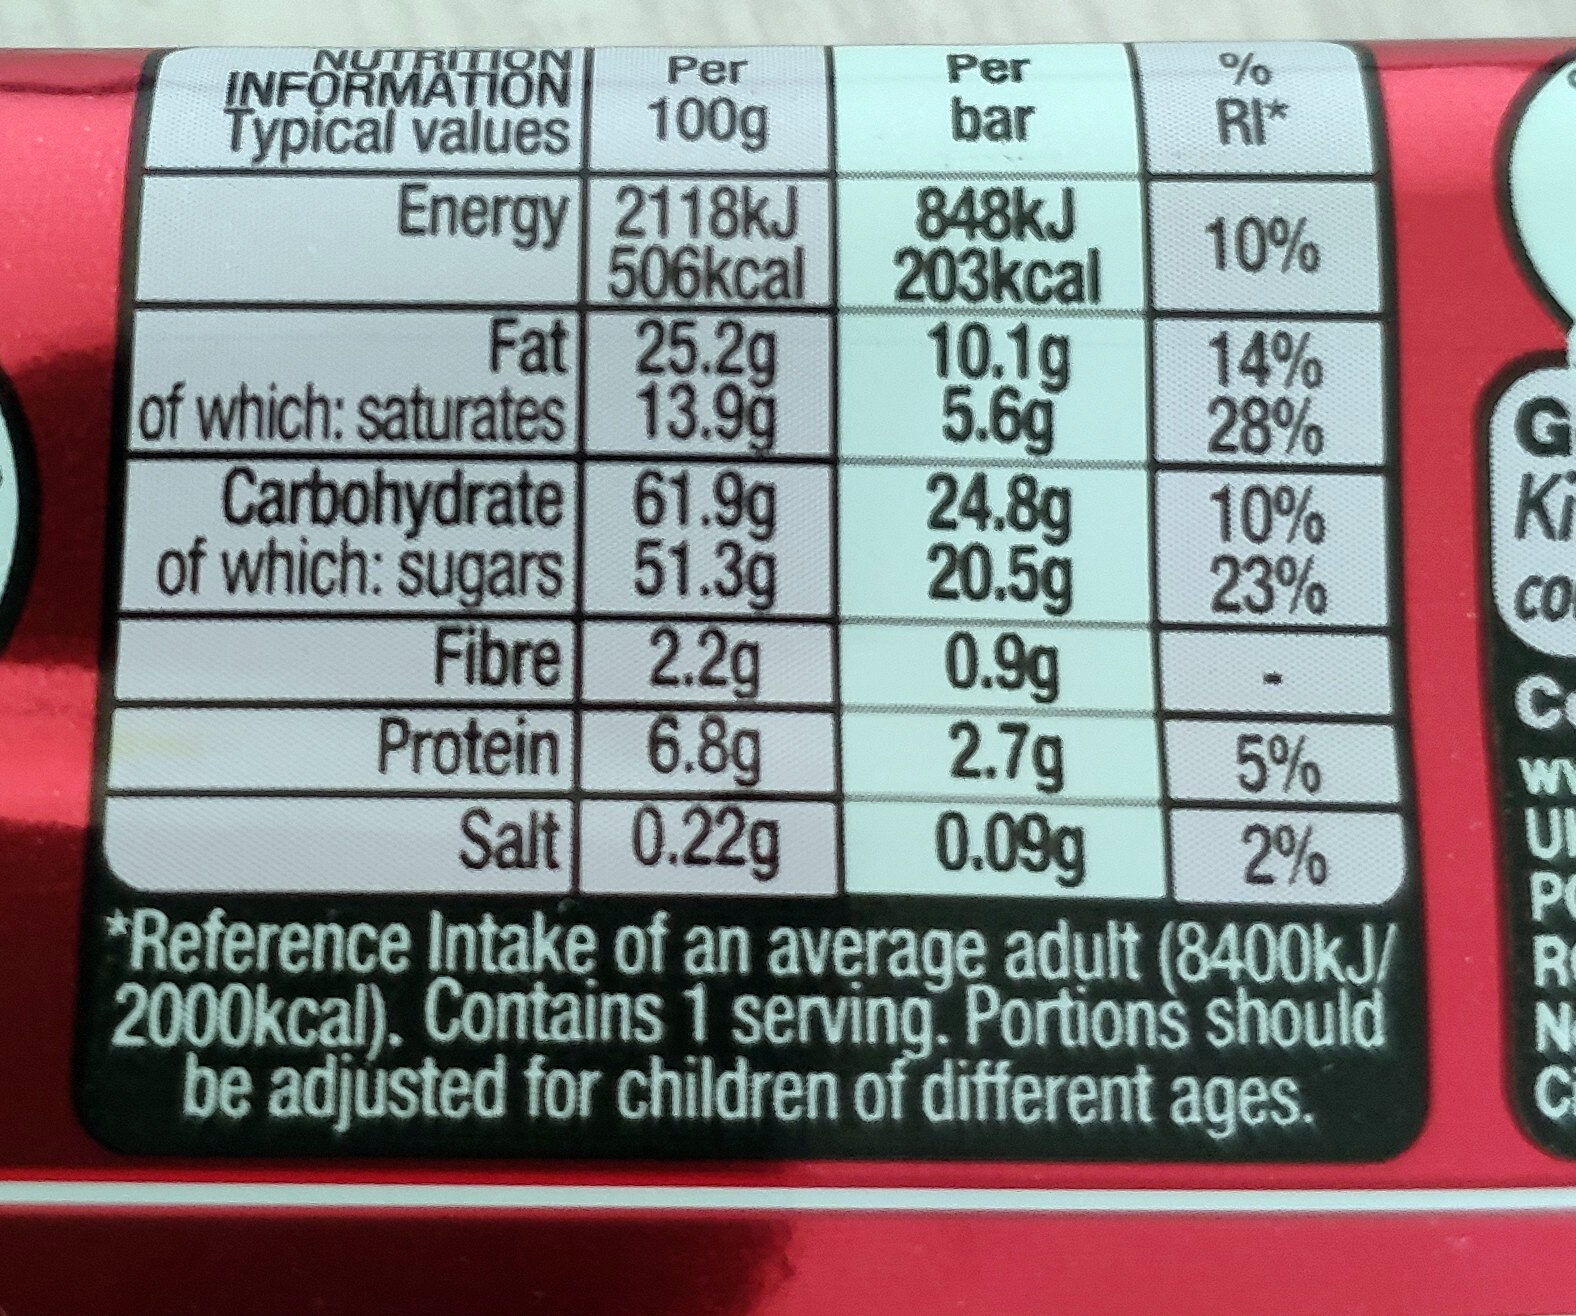 NUTRITION INFORMATION Typical values Per 100g Per bar % RI*
Energy 2118kJ 506kcal 848kJ 203kcal 10%
Fat 25.2g 10.1g 14%
of which: saturates 13.9g 5.6g 28%
Carbohydrate 61.9g 24.8g 10%
of which: sugars 51.3g 20.5g 23%
Fibre 2.2g 0.9g -
Protein 6.8g 2.7g 5%
Salt 0.22g 0.09g 2%
*Reference Intake of an average adult (8400kJ/
2000kcal). Contains 1 serving. Portions should
be adjusted for children of different ages.